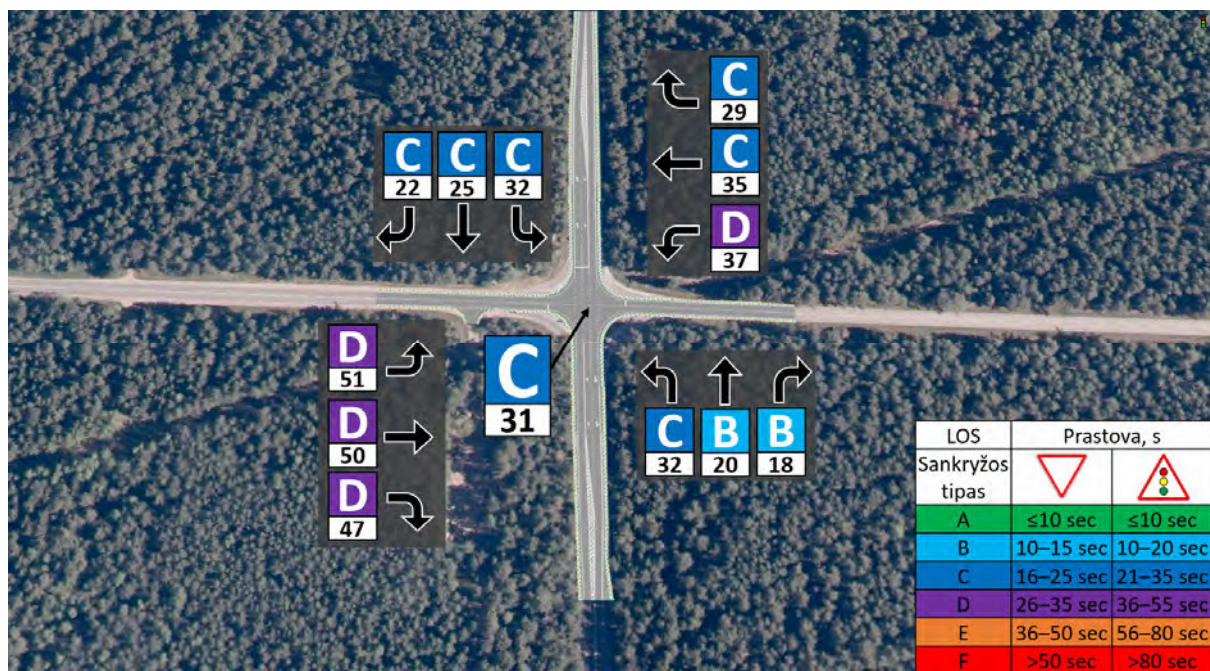 C C C
22 25 32
C
29
C
35
D
37
D
51
D
50
D
47
C
31
C B B
32 20 18
LOS Prastova, s
Sankryžos
tipas
A ≤10 sec ≤10 sec
B 10–15 sec 10–20 sec
C 16–25 sec 21–35 sec
D 26–35 sec 36–55 sec
E 36–50 sec 56–80 sec
F >50 sec >80 sec